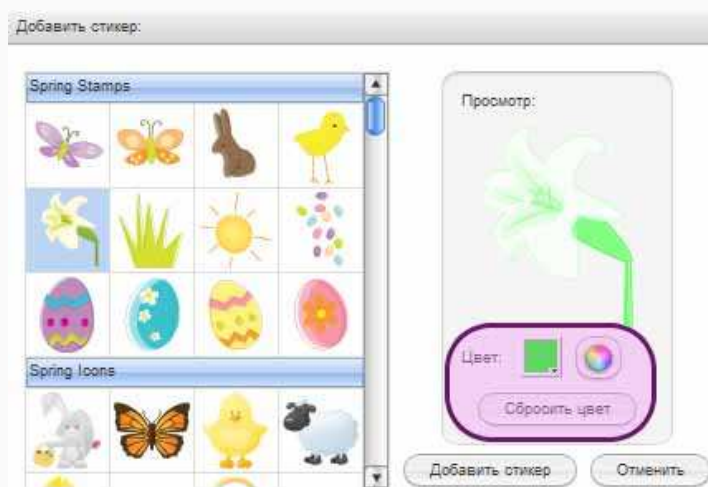 Добавить стикер:
Spring Stamps
Просмотр:
Цвет:
Spring Icons
Сбросить цвет
Добавить стикер
Отменить